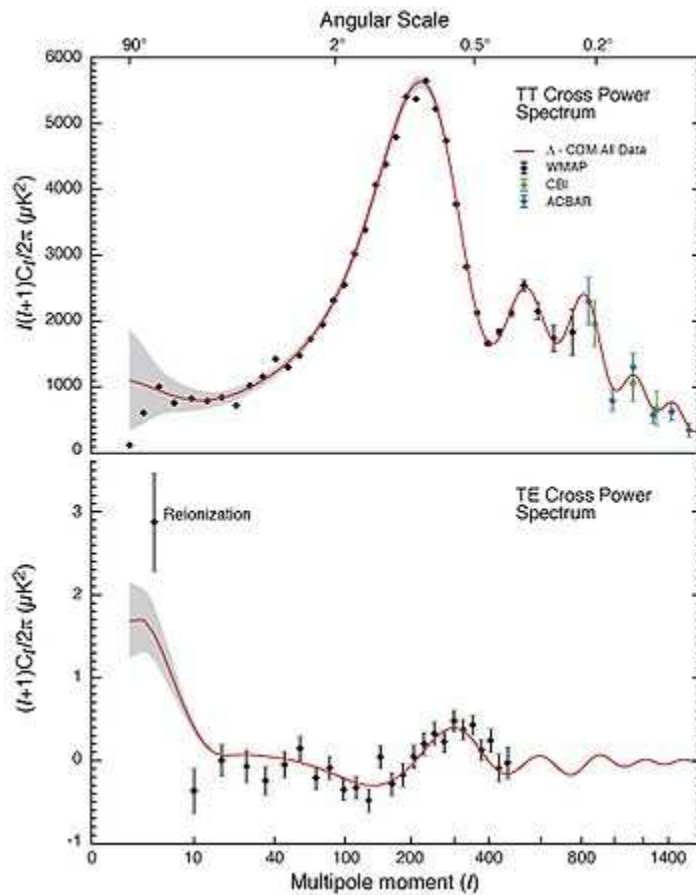 Angular Scale
90° 2° 0.5° 0.2°
6000
TT Cross Power
Spectrum
Λ - CDM All Data
WMAP
CBI
ACBAR
5000
4000
3000
2000
1000
0
l(l+1)Cl/2π (μK²)
TE Cross Power
Spectrum
Reionization
3
2
1
0
-1
(l+1)Cl/2π (μK²)
0 10 40 100 200 400 800 1400
Multipole moment (l)